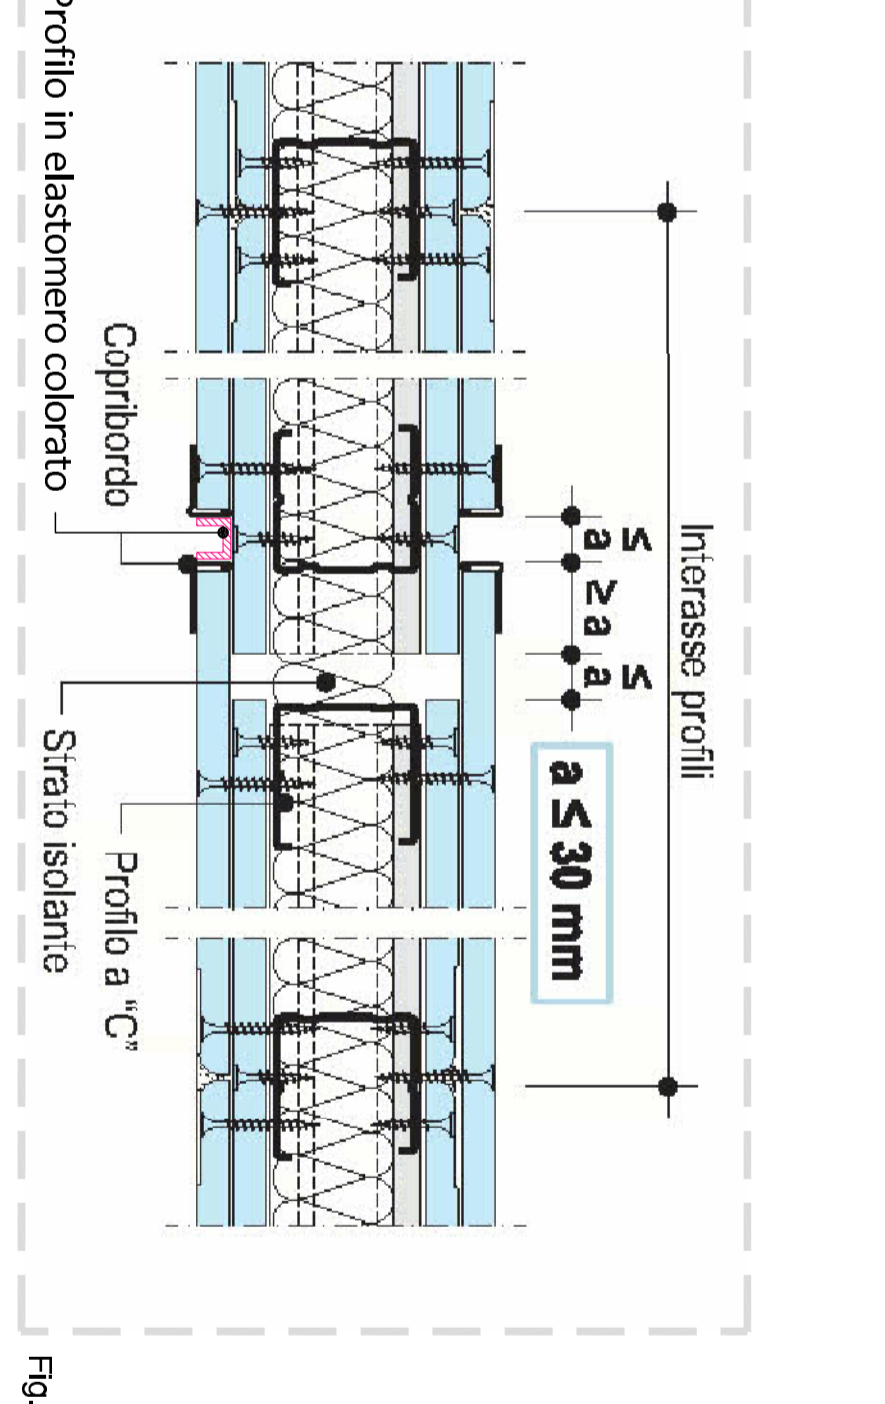 Interasse profili
≤ ≥ ≤
a a a
a ≤ 30 mm
Copribordo
Profilo a "C"
Profilo in elastomero colorato
Strato isolante
Fig.